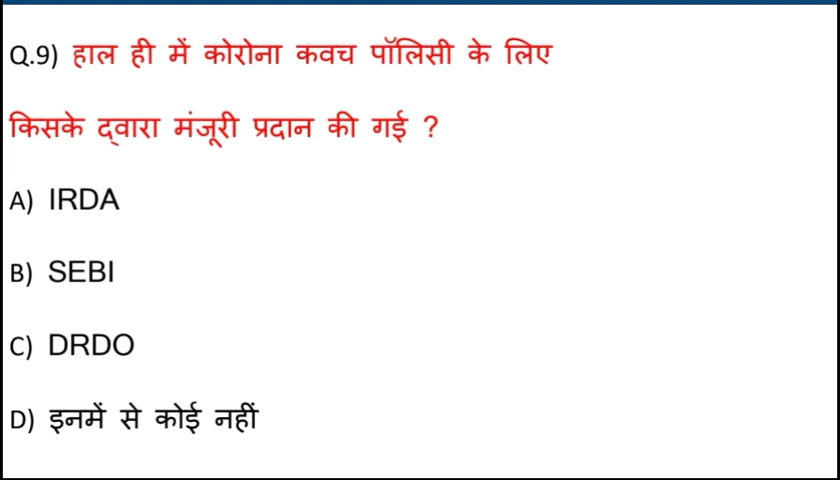 Q.9) हाल ही में कोरोना कवच पॉलिसी के लिए
किसके द्वारा मंजूरी प्रदान की गई ?
A) IRDA
B) SEBI
C) DRDO
D) इनमें से कोई नहीं